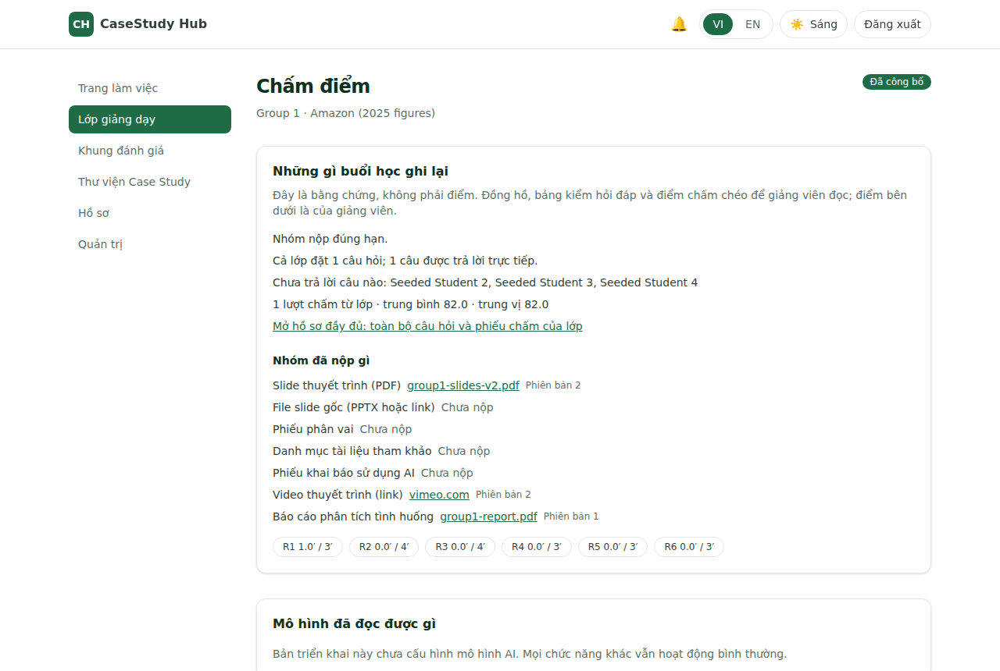 CH CaseStudy Hub
VI EN
Sáng
Đăng xuất
Trang làm việc
Lớp giảng dạy
Khung đánh giá
Thư viện Case Study
Hồ sơ
Quản trị
Chấm điểm
Đã công bố
Group 1 · Amazon (2025 figures)
Những gì buổi học ghi lại
Đây là bằng chứng, không phải điểm. Đồng hồ, bảng kiểm hỏi đáp và điểm chấm chéo để giảng viên đọc; điểm bên
dưới là của giảng viên.
Nhóm nộp đúng hạn.
Cả lớp đặt 1 câu hỏi; 1 câu được trả lời trực tiếp.
Chưa trả lời câu nào: Seeded Student 2, Seeded Student 3, Seeded Student 4
1 lượt chấm từ lớp · trung bình 82.0 · trung vị 82.0
Mở hồ sơ đầy đủ: toàn bộ câu hỏi và phiếu chấm của lớp
Nhóm đã nộp gì
Slide thuyết trình (PDF) group1-slides-v2.pdf Phiên bản 2
File slide gốc (PPTX hoặc link) Chưa nộp
Phiếu phân vai Chưa nộp
Danh mục tài liệu tham khảo Chưa nộp
Phiếu khai báo sử dụng AI Chưa nộp
Video thuyết trình (link) vimeo.com Phiên bản 2
Báo cáo phân tích tình huống group1-report.pdf Phiên bản 1
R1 1.0′ / 3′ R2 0.0′ / 4′ R3 0.0′ / 4′ R4 0.0′ / 3′ R5 0.0′ / 3′ R6 0.0′ / 3′
Mô hình đã đọc được gì
Bản triển khai này chưa cấu hình mô hình AI. Mọi chức năng khác vẫn hoạt động bình thường.